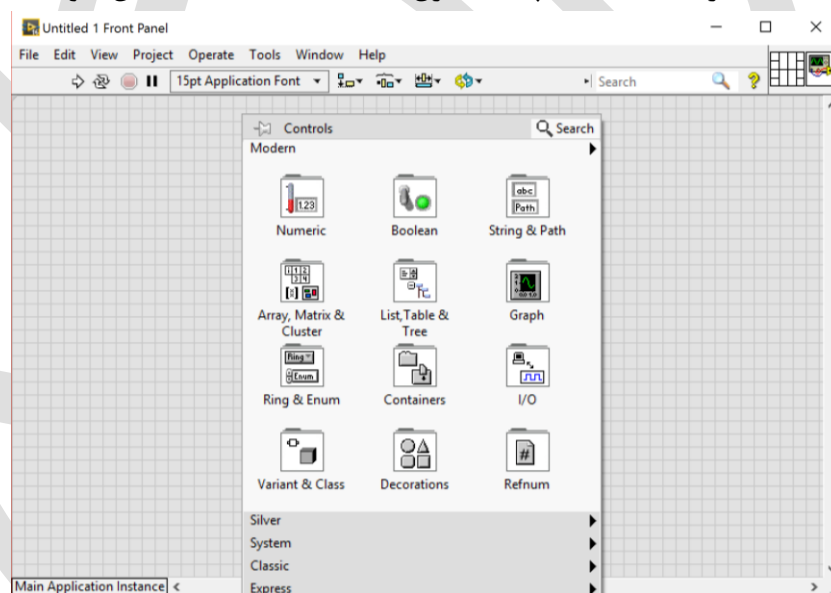 Untitled 1 Front Panel
File Edit View Project Operate Tools Window Help
15pt Application Font Search
Controls Search
Modern
1.23 abc Path
Numeric Boolean String & Path
Array, Matrix & Cluster List, Table & Tree Graph
Ring Enum
Ring & Enum Containers I/O
#
Variant & Class Decorations Refnum
Silver
System
Classic
Express
Main Application Instance